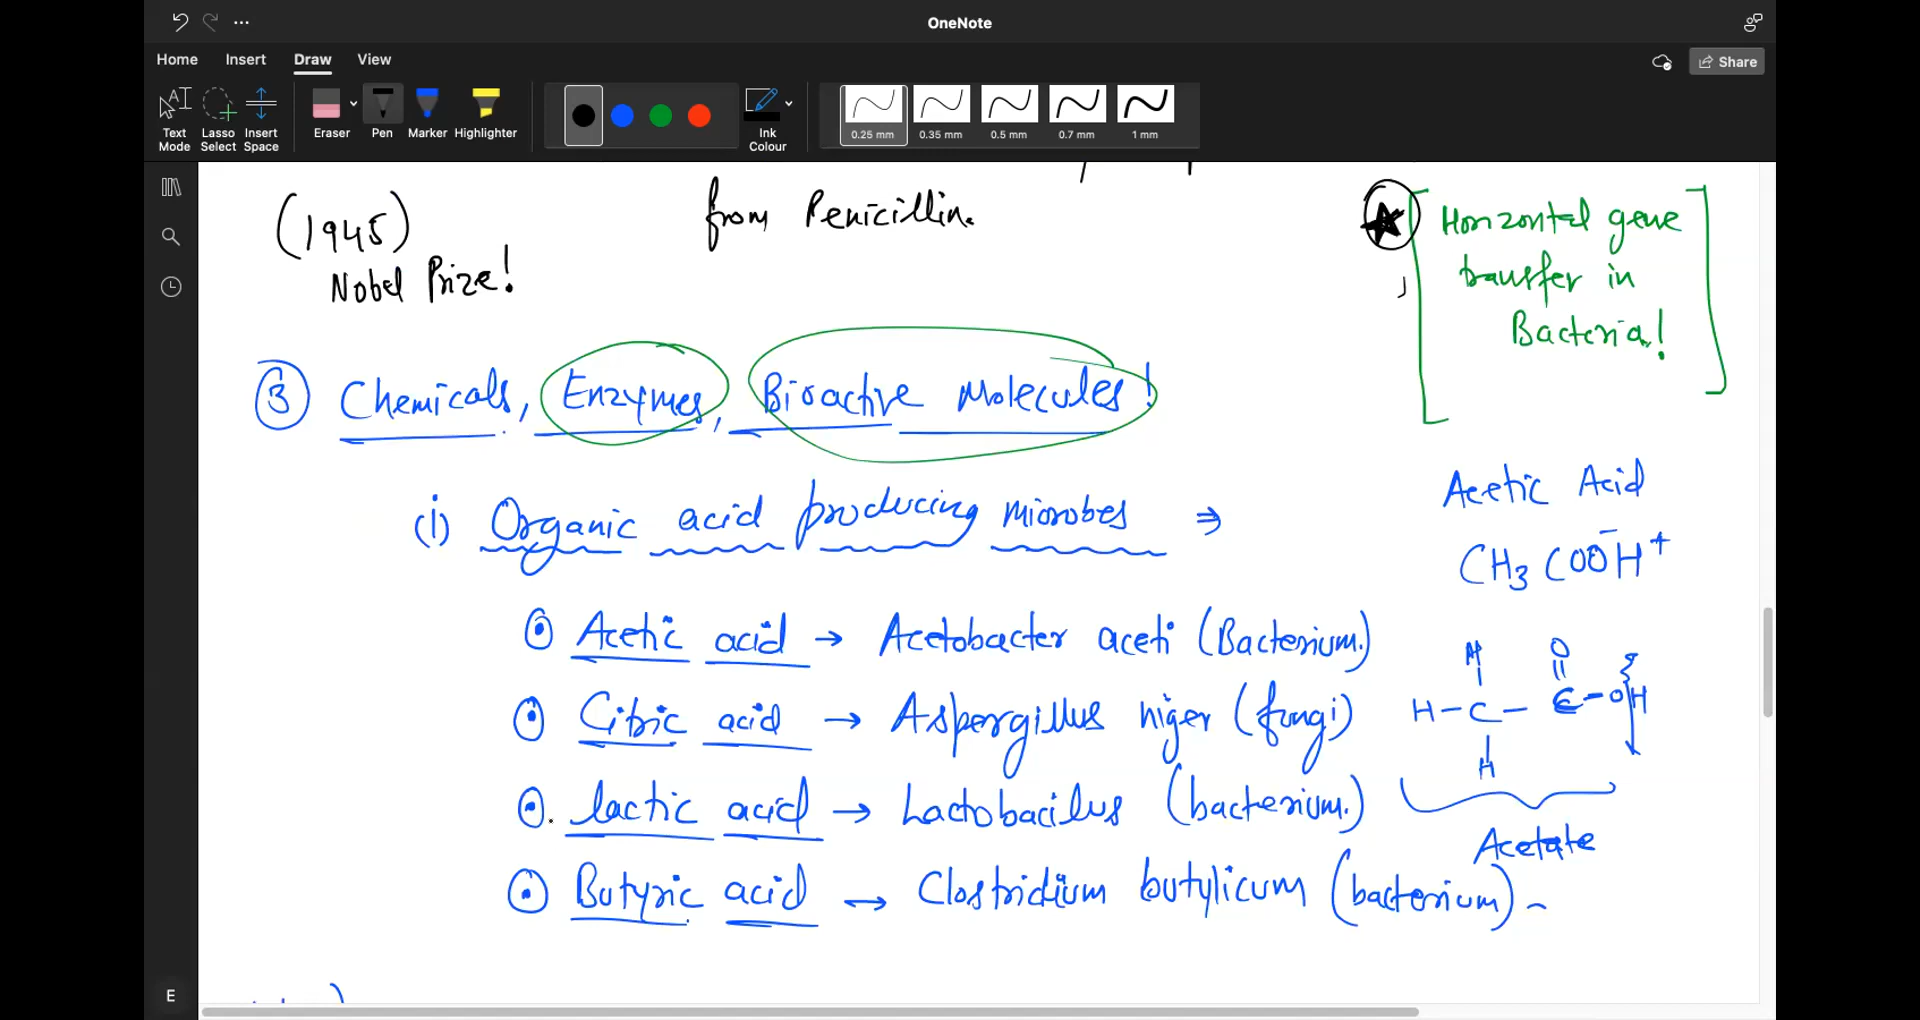 OneNote
Home Insert Draw View
Share
Text Mode
Lasso Select
Insert Space
Eraser
Pen
Marker
Highlighter
Ink Colour
0.25 mm
0.35 mm
0.5 mm
0.7 mm
1 mm
(1945)
Nobel Prize!
from Penicillin.
Horizontal gene
transfer in
Bacteria!
3 Chemicals, Enzymes, Bioactive Molecules!
(i) Organic acid producing microbes ⇒
Acetic acid → Acetobacter aceti (Bacterium.)
Citric acid → Aspergillus niger (fungi)
lactic acid → Lactobacilus (bacterium.)
Butyric acid → Clostridium butylicum (bacterium) -
Acetic Acid
CH3 COO⁻H⁺
H O
H-C- C-OH
H
Acetate
E